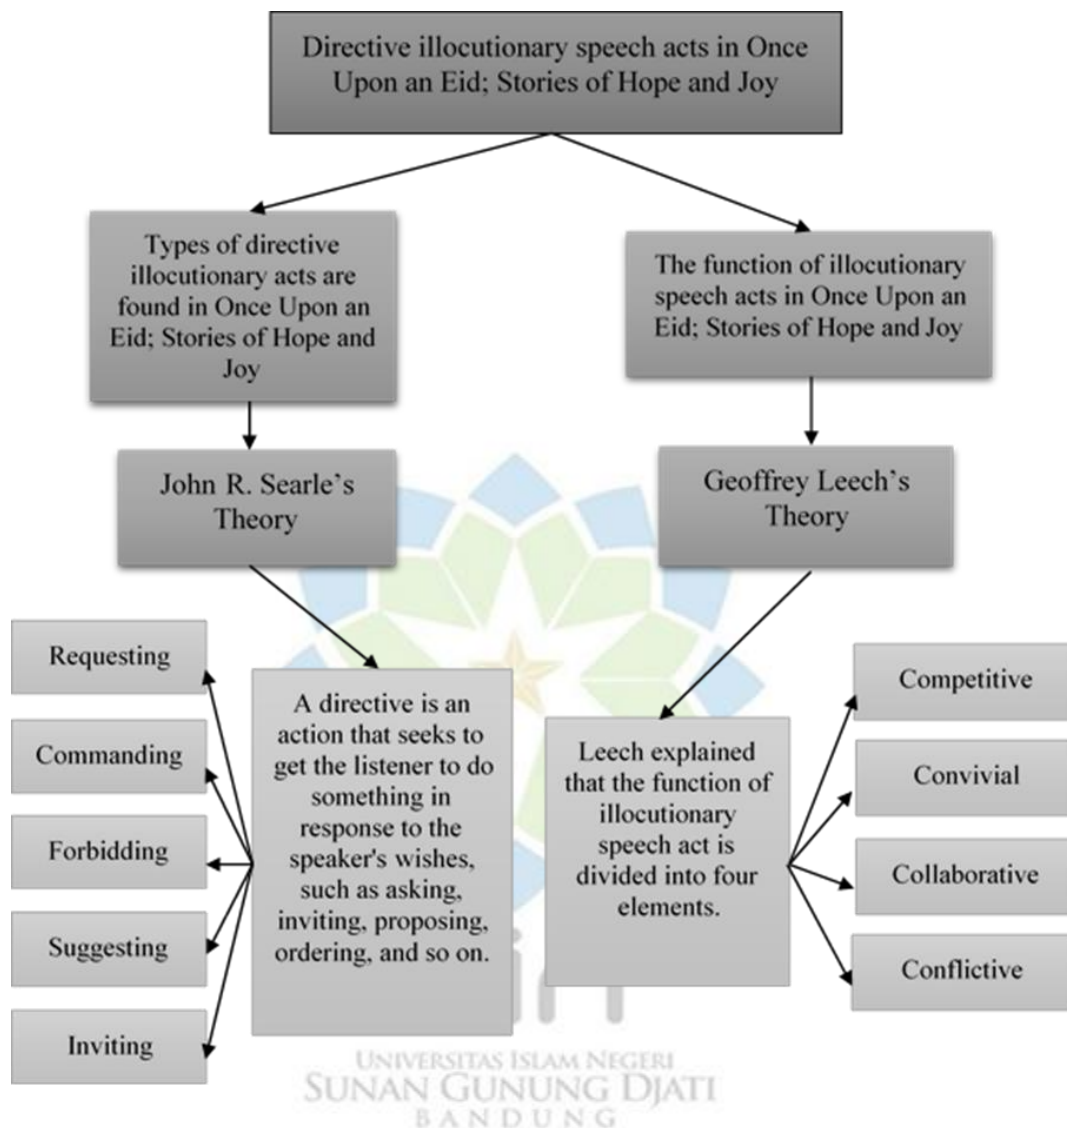 Directive illocutionary speech acts in Once
Upon an Eid; Stories of Hope and Joy
Types of directive
illocutionary acts are
found in Once Upon an
Eid; Stories of Hope and
Joy
The function of illocutionary
speech acts in Once Upon an
Eid; Stories of Hope and Joy
John R. Searle’s
Theory
Geoffrey Leech’s
Theory
Requesting
Commanding
Forbidding
Suggesting
Inviting
A directive is an
action that seeks to
get the listener to do
something in
response to the
speaker's wishes,
such as asking,
inviting, proposing,
ordering, and so on.
Leech explained
that the function of
illocutionary
speech act is
divided into four
elements.
Competitive
Convivial
Collaborative
Conflictive
UNIVERSITAS ISLAM NEGERI
SUNAN GUNUNG DJATI
BANDUNG